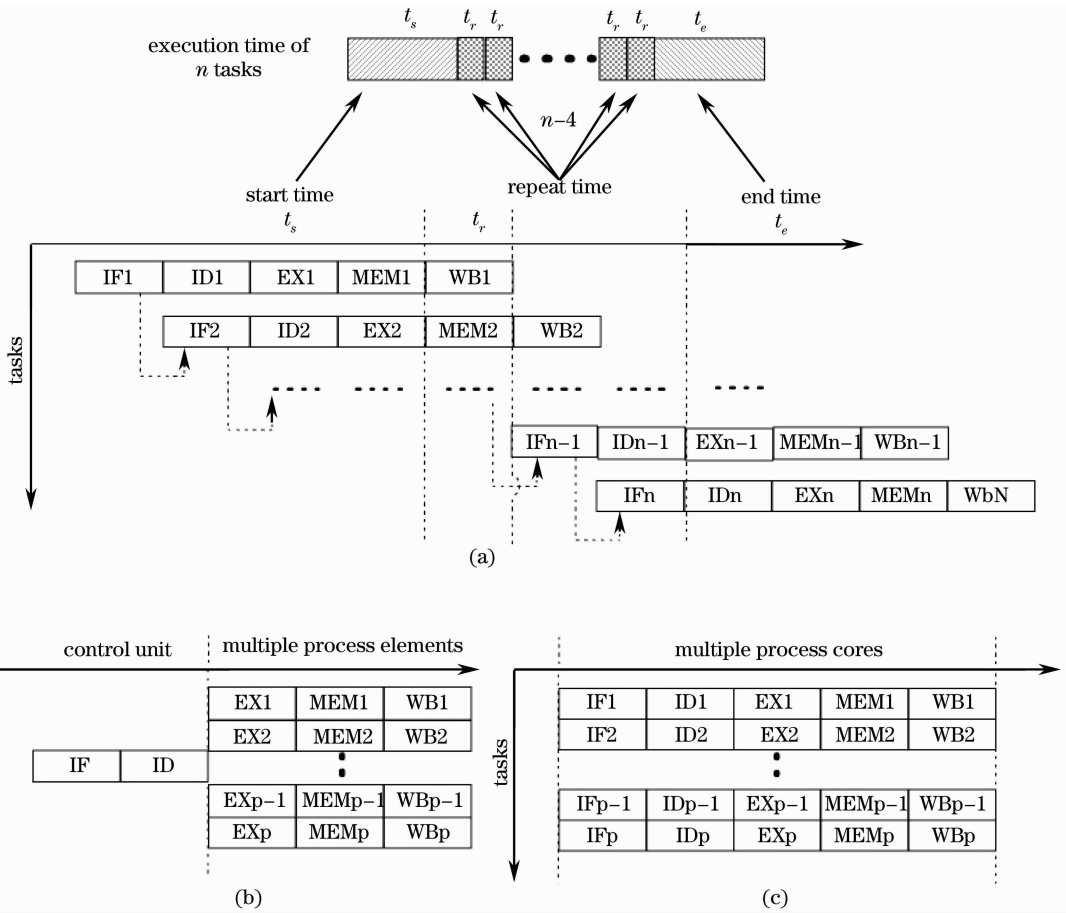 t_s t_r t_r t_r t_r t_e
execution time of
n tasks
n−4
start time
t_s
repeat time
end time
t_e
t_r
tasks
IF1 ID1 EX1 MEM1 WB1
IF2 ID2 EX2 MEM2 WB2
IFn−1 IDn−1 EXn−1 MEMn−1 WBn−1
IFn IDn EXn MEMn WbN
(a)
control unit multiple process elements
EX1 MEM1 WB1
EX2 MEM2 WB2
IF ID
EXp−1 MEMp−1 WBp−1
EXp MEMp WBp
(b)
multiple process cores
tasks
IF1 ID1 EX1 MEM1 WB1
IF2 ID2 EX2 MEM2 WB2
IFp−1 IDp−1 EXp−1 MEMp−1 WBp−1
IFp IDp EXp MEMp WBp
(c)